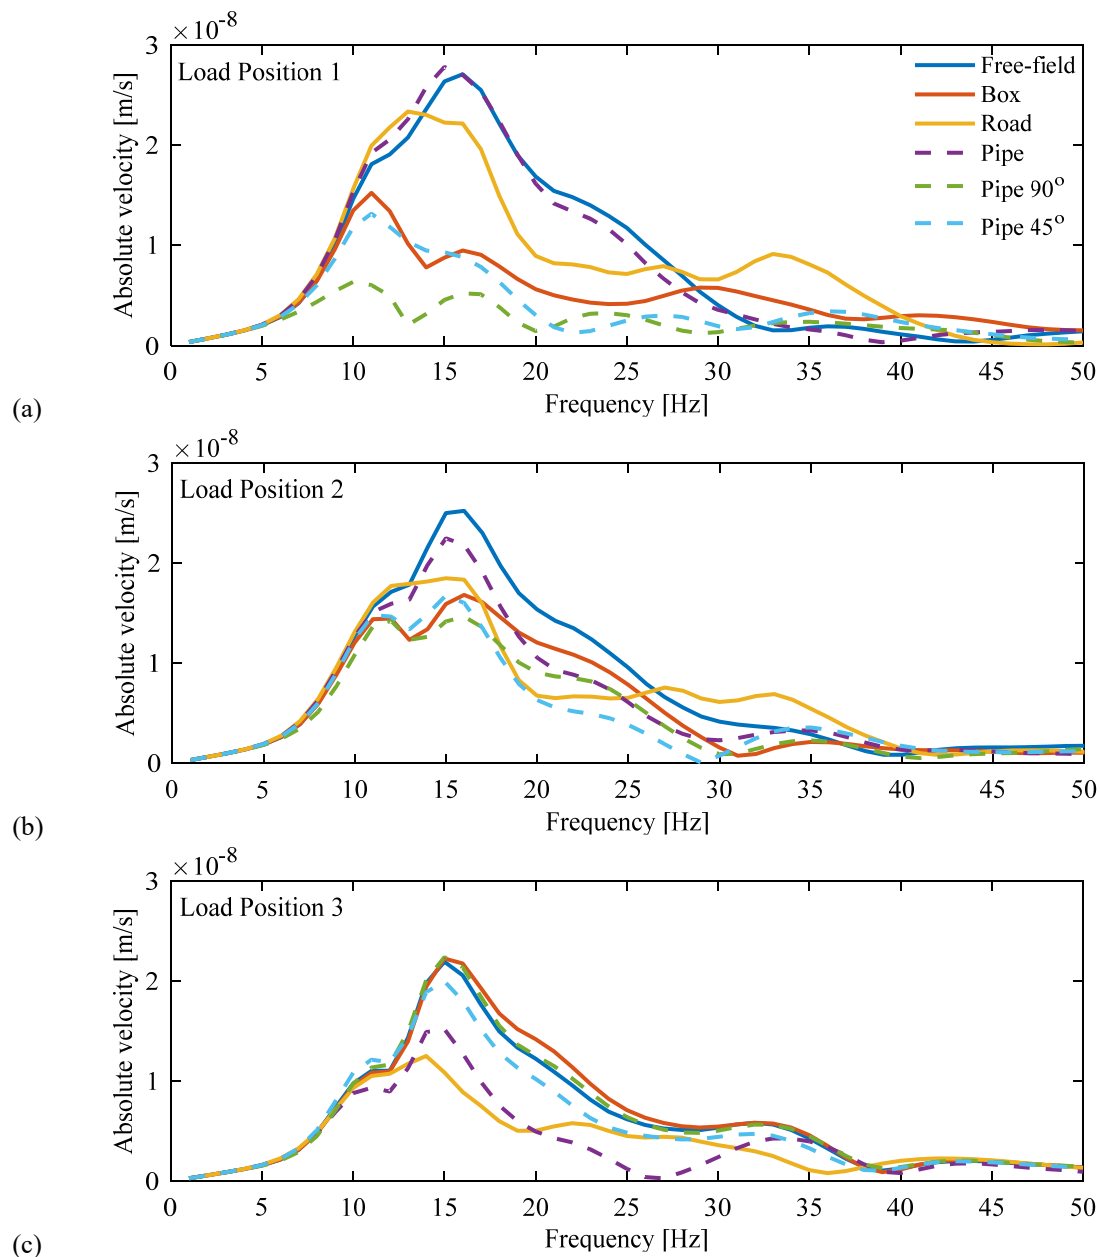 ×10-8
3
2
1
0
Absolute velocity [m/s]
Load Position 1
Free-field
Box
Road
Pipe
Pipe 90o
Pipe 45o
0 5 10 15 20 25 30 35 40 45 50
Frequency [Hz]
(a)
×10-8
3
2
1
0
Absolute velocity [m/s]
Load Position 2
0 5 10 15 20 25 30 35 40 45 50
Frequency [Hz]
(b)
×10-8
3
2
1
0
Absolute velocity [m/s]
Load Position 3
0 5 10 15 20 25 30 35 40 45 50
Frequency [Hz]
(c)